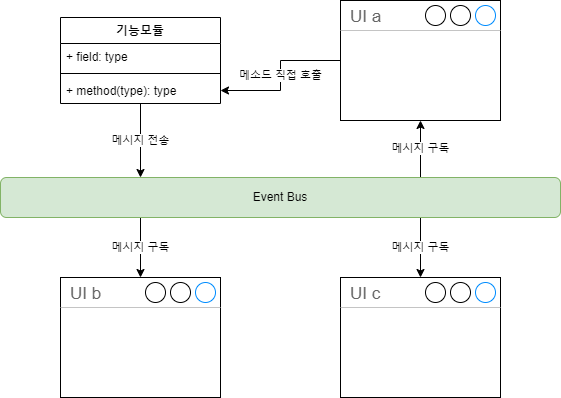 기능모듈
+ field: type
+ method(type): type
UI a
메소드 직접 호출
메시지 전송
메시지 구독
Event Bus
메시지 구독
메시지 구독
UI b
UI c